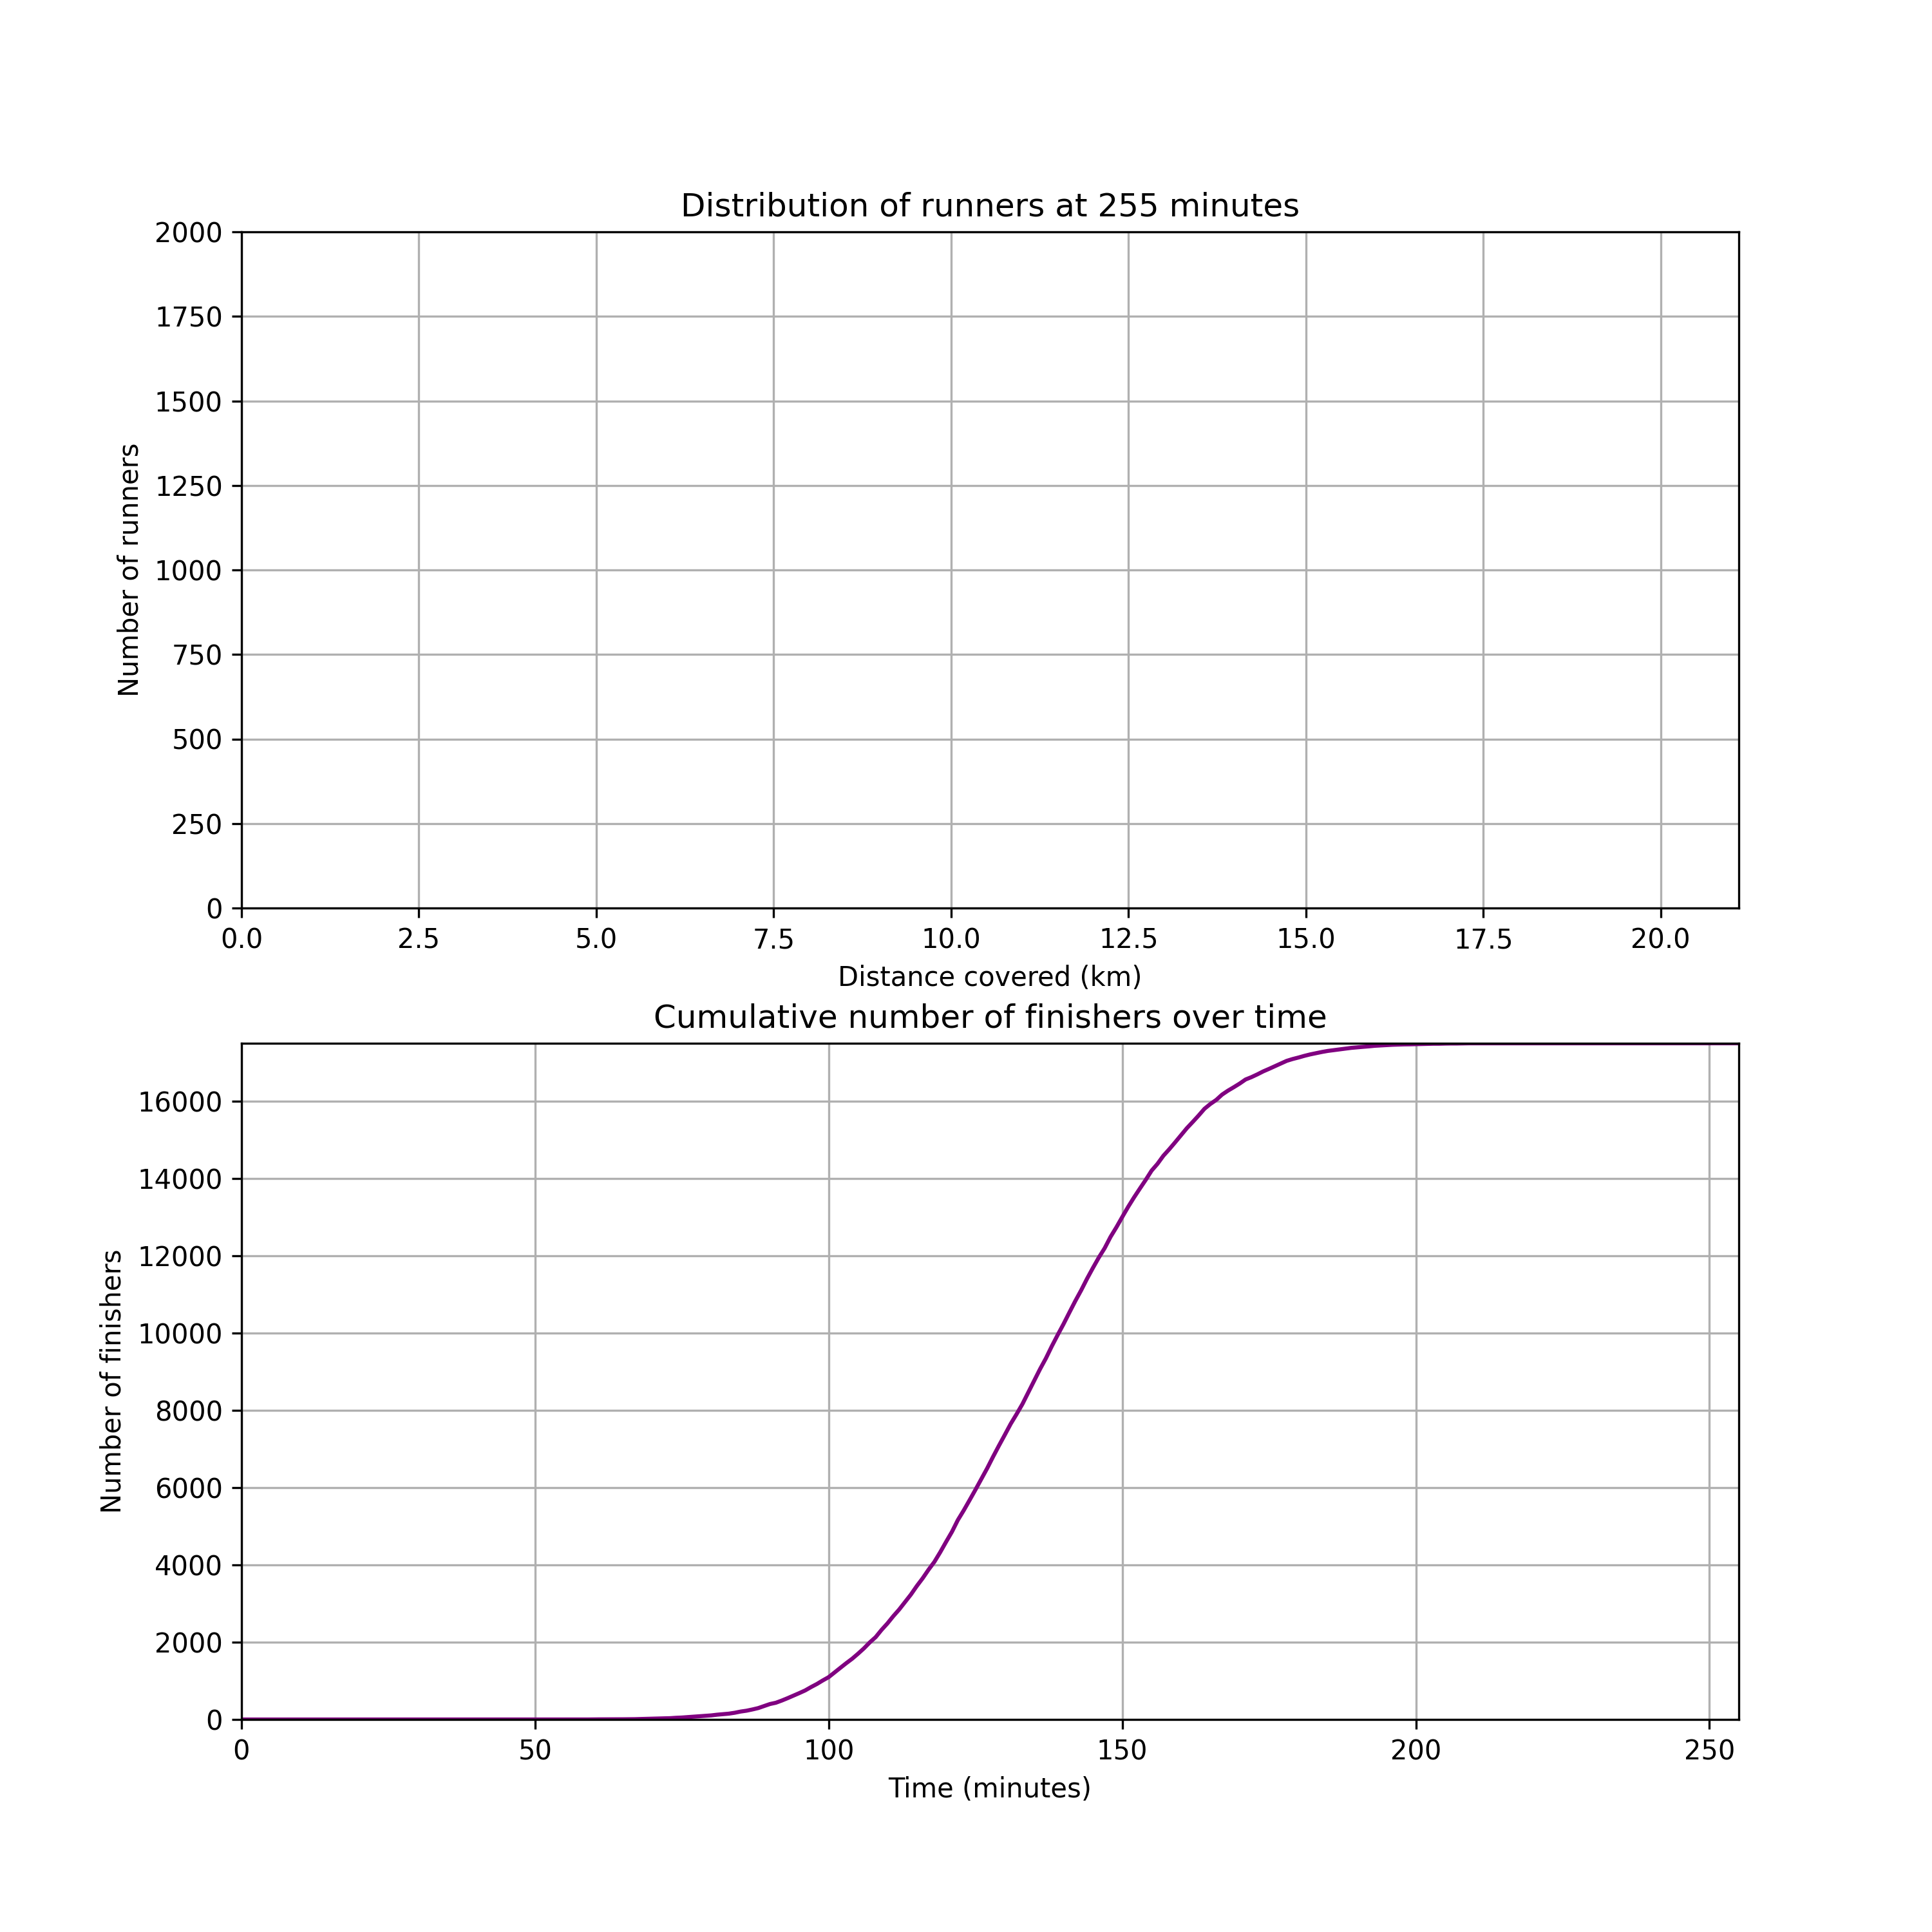 Distribution of runners at 255 minutes
2000
1750
1500
1250
1000
750
500
250
0
Number of runners
0.0 2.5 5.0 7.5 10.0 12.5 15.0 17.5 20.0
Distance covered (km)
Cumulative number of finishers over time
16000
14000
12000
10000
8000
6000
4000
2000
0
Number of finishers
0 50 100 150 200 250
Time (minutes)